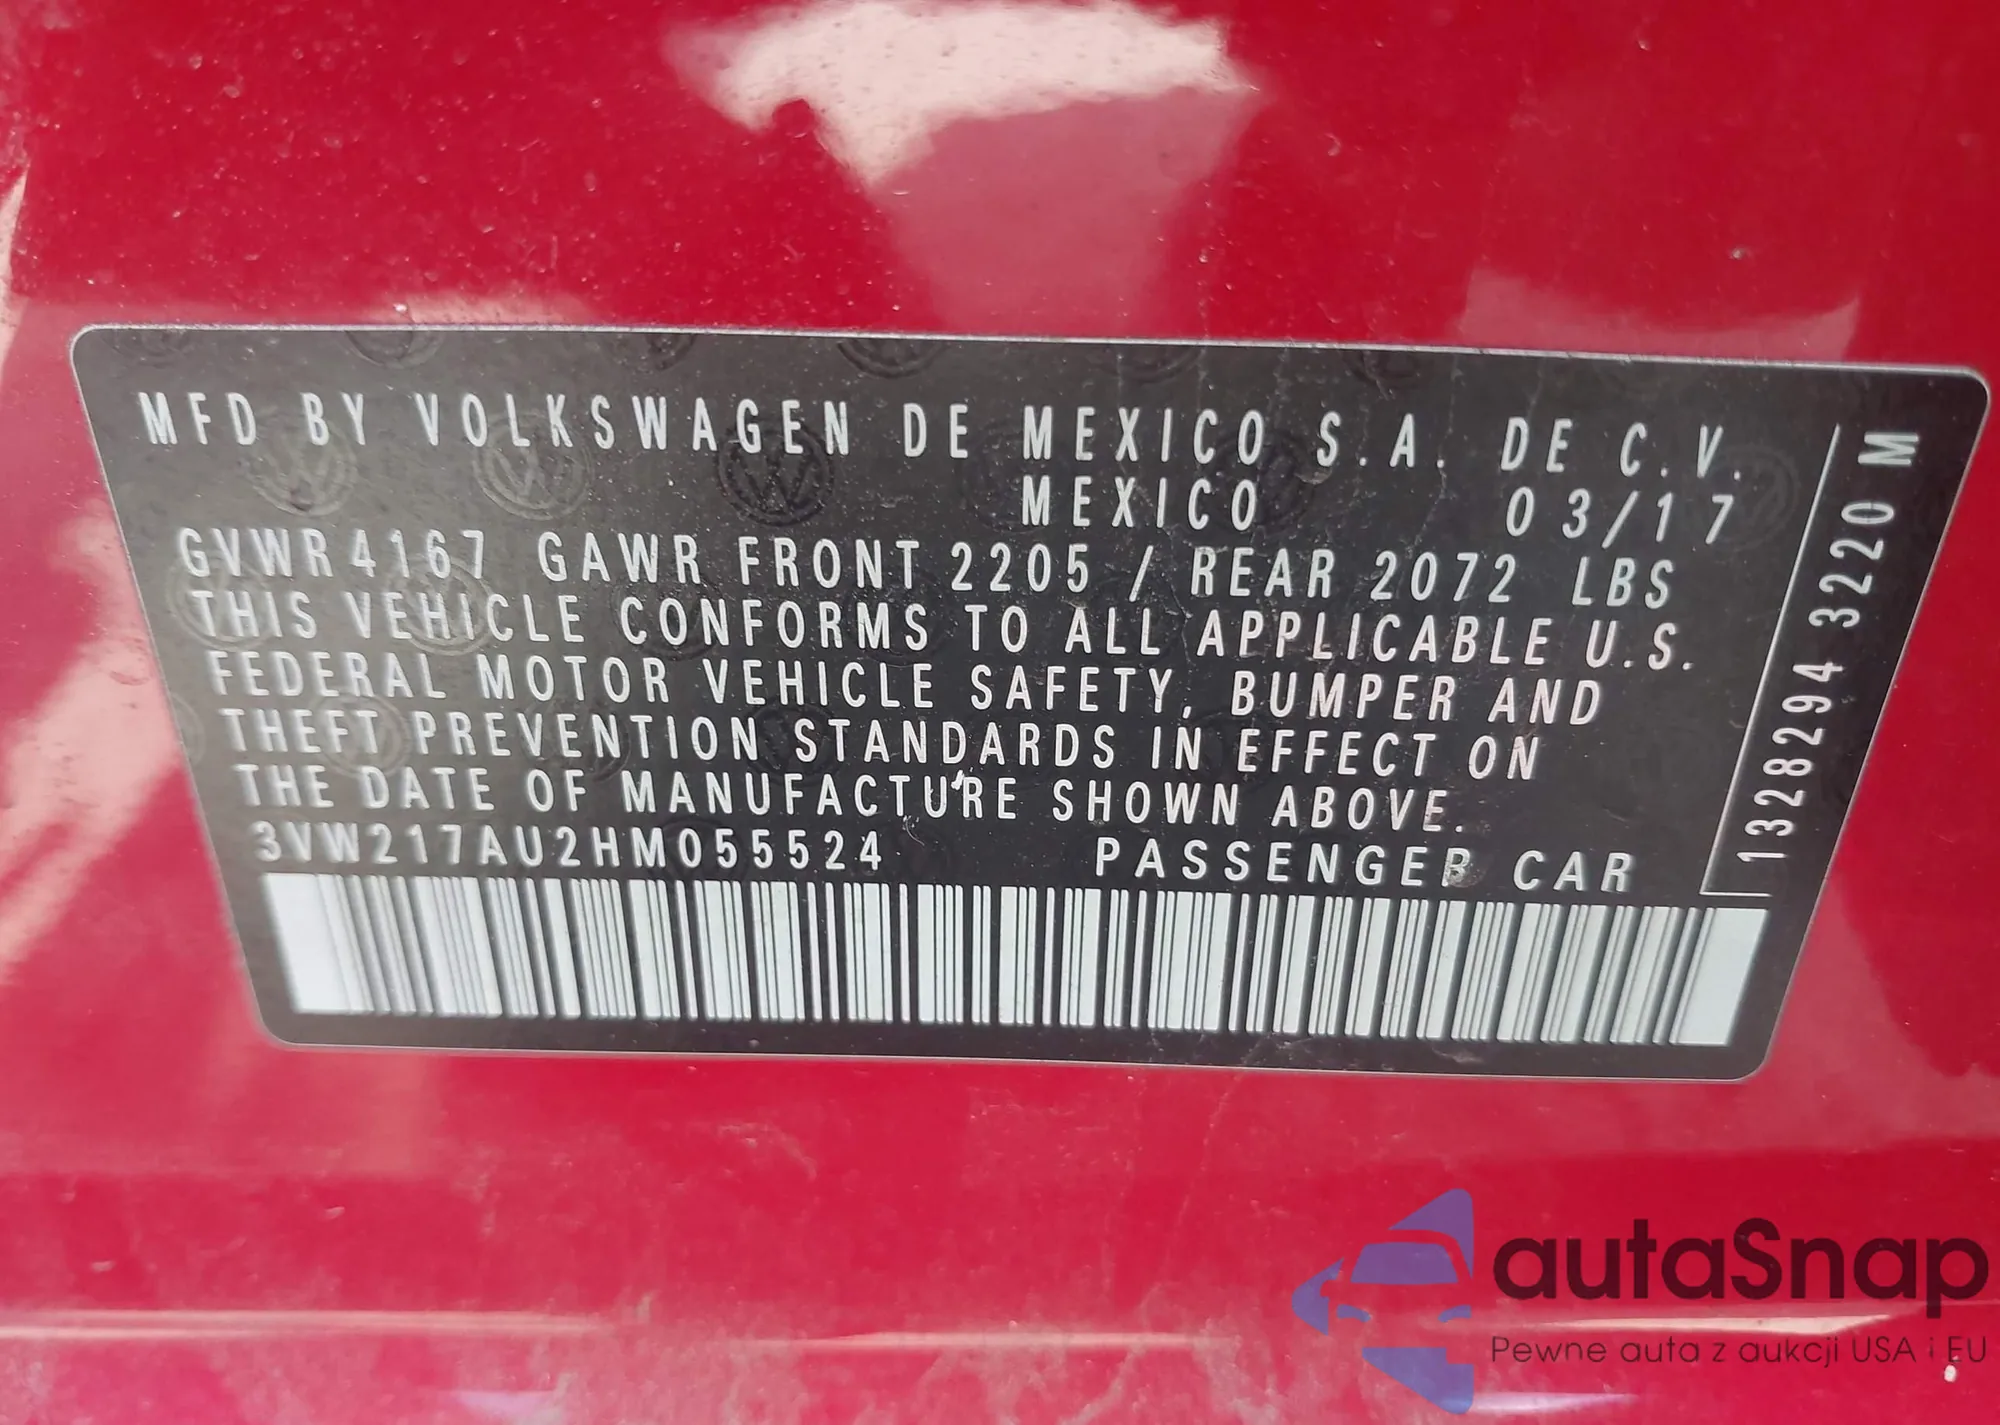 MFD BY VOLKSWAGEN DE MEXICO S.A. DE C.V.
MEXICO 03/17
GVWR 4167 GAWR FRONT 2205 / REAR 2072 LBS
THIS VEHICLE CONFORMS TO ALL APPLICABLE U.S.
FEDERAL MOTOR VEHICLE SAFETY, BUMPER AND
THEFT PREVENTION STANDARDS IN EFFECT ON
THE DATE OF MANUFACTURE SHOWN ABOVE.
3VW217AU2HM055524 PASSENGER CAR
1328294 3220 M
autaSnap
Pewne auta z aukcji USA i EU